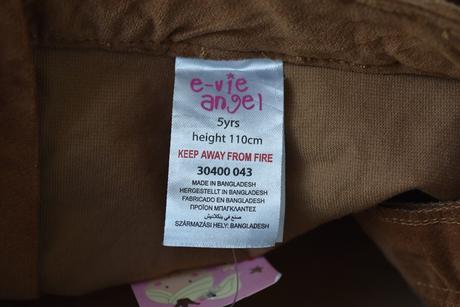 e-vie
angel
5yrs
height 110cm
KEEP AWAY FROM FIRE
30400 043
MADE IN BANGLADESH
HERGESTELLT IN BANGLADESH
FABRICADO EN BANGLADESH
ΠΡΟΪΟΝ ΜΠΑΓΚΛΑΝΤΕΣ
صنع في بنگلاديش
SZÁRMAZÁSI HELY: BANGLADESH